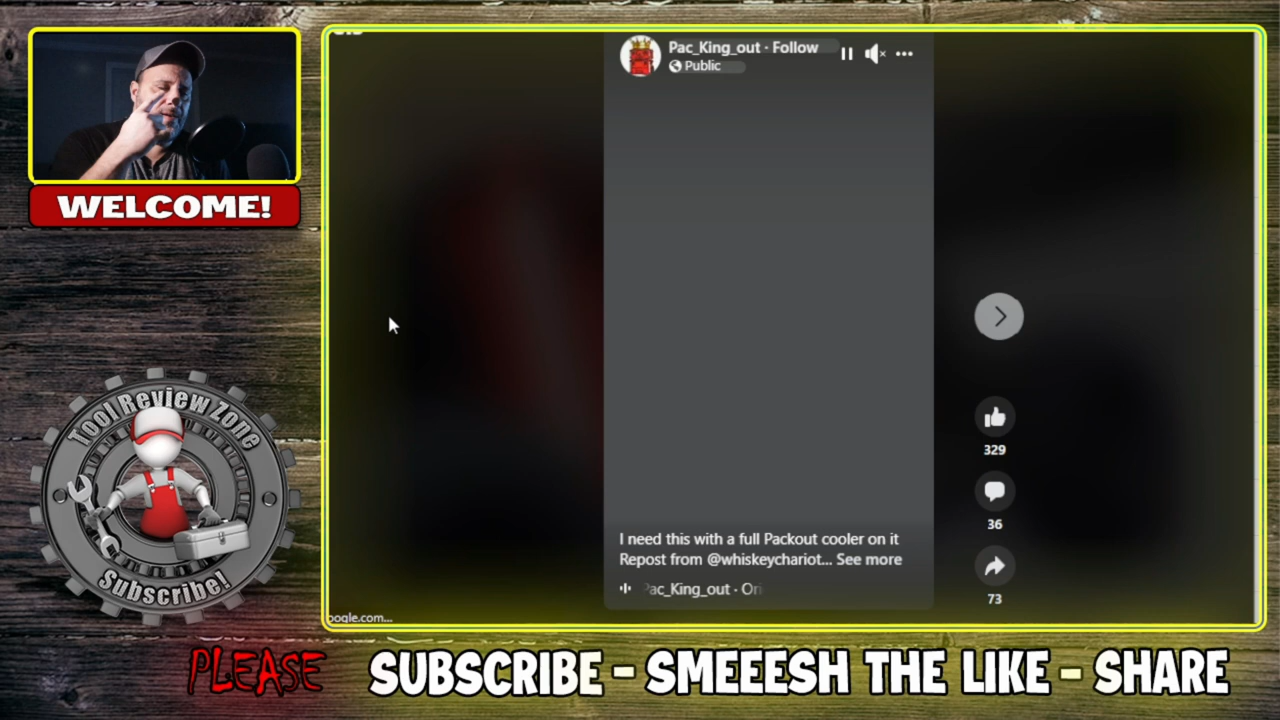 WELCOME!
Tool Review Zone
Subscribe!
Pac_King_out · Follow
Public
329
36
73
I need this with a full Packout cooler on it
Repost from @whiskeychariot... See more
Pac_King_out · Ori
oogle.com...
PLEASE SUBSCRIBE - SMEEESH THE LIKE - SHARE